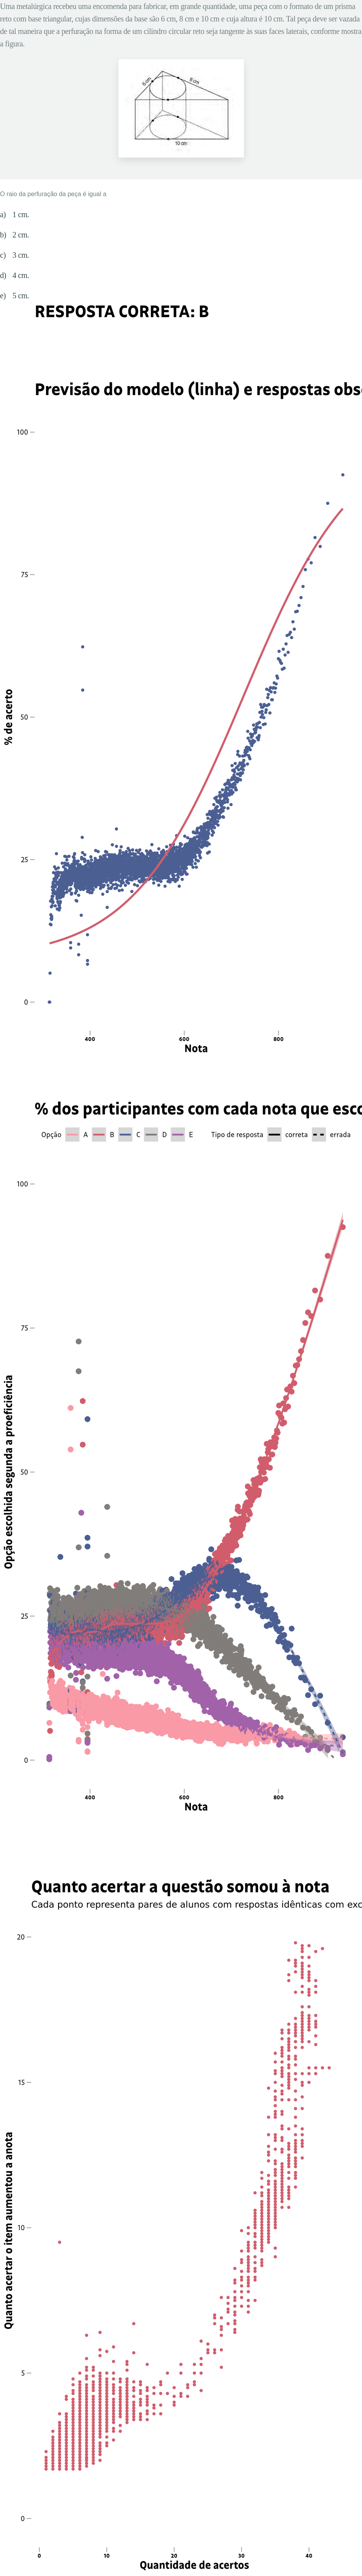 Uma metalúrgica recebeu uma encomenda para fabricar, em grande quantidade, uma peça com o formato de um prisma
reto com base triangular, cujas dimensões da base são 6 cm, 8 cm e 10 cm e cuja altura é 10 cm. Tal peça deve ser vazada
de tal maneira que a perfuração na forma de um cilindro circular reto seja tangente às suas faces laterais, conforme mostra
a figura.
6 cm
8 cm
10 cm
O raio da perfuração da peça é igual a
a) 1 cm.
b) 2 cm.
c) 3 cm.
d) 4 cm.
e) 5 cm.
RESPOSTA CORRETA: B
Previsão do modelo (linha) e respostas obs
100
75
50
25
0
% de acerto
400 600 800
Nota
% dos participantes com cada nota que esco
Opção A B C D E Tipo de resposta correta errada
100
75
50
25
0
Opção escolhida segunda a proeficiência
400 600 800
Nota
Quanto acertar a questão somou à nota
Cada ponto representa pares de alunos com respostas idênticas com exc
20
15
10
5
0
Quanto acertar o item aumentou a anota
0 10 20 30 40
Quantidade de acertos